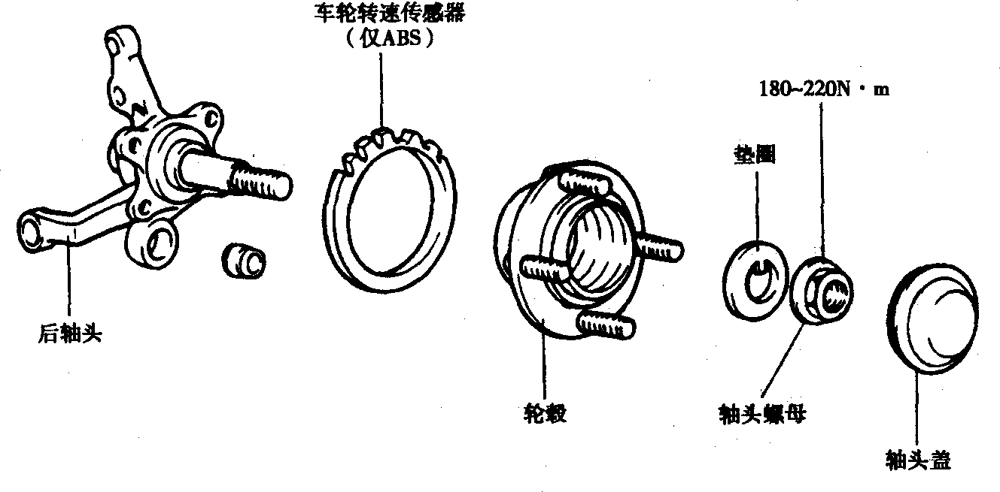 车轮转速传感器
（仅ABS）
180~220N·m
垫圈
后轴头
轮毂
轴头螺母
轴头盖